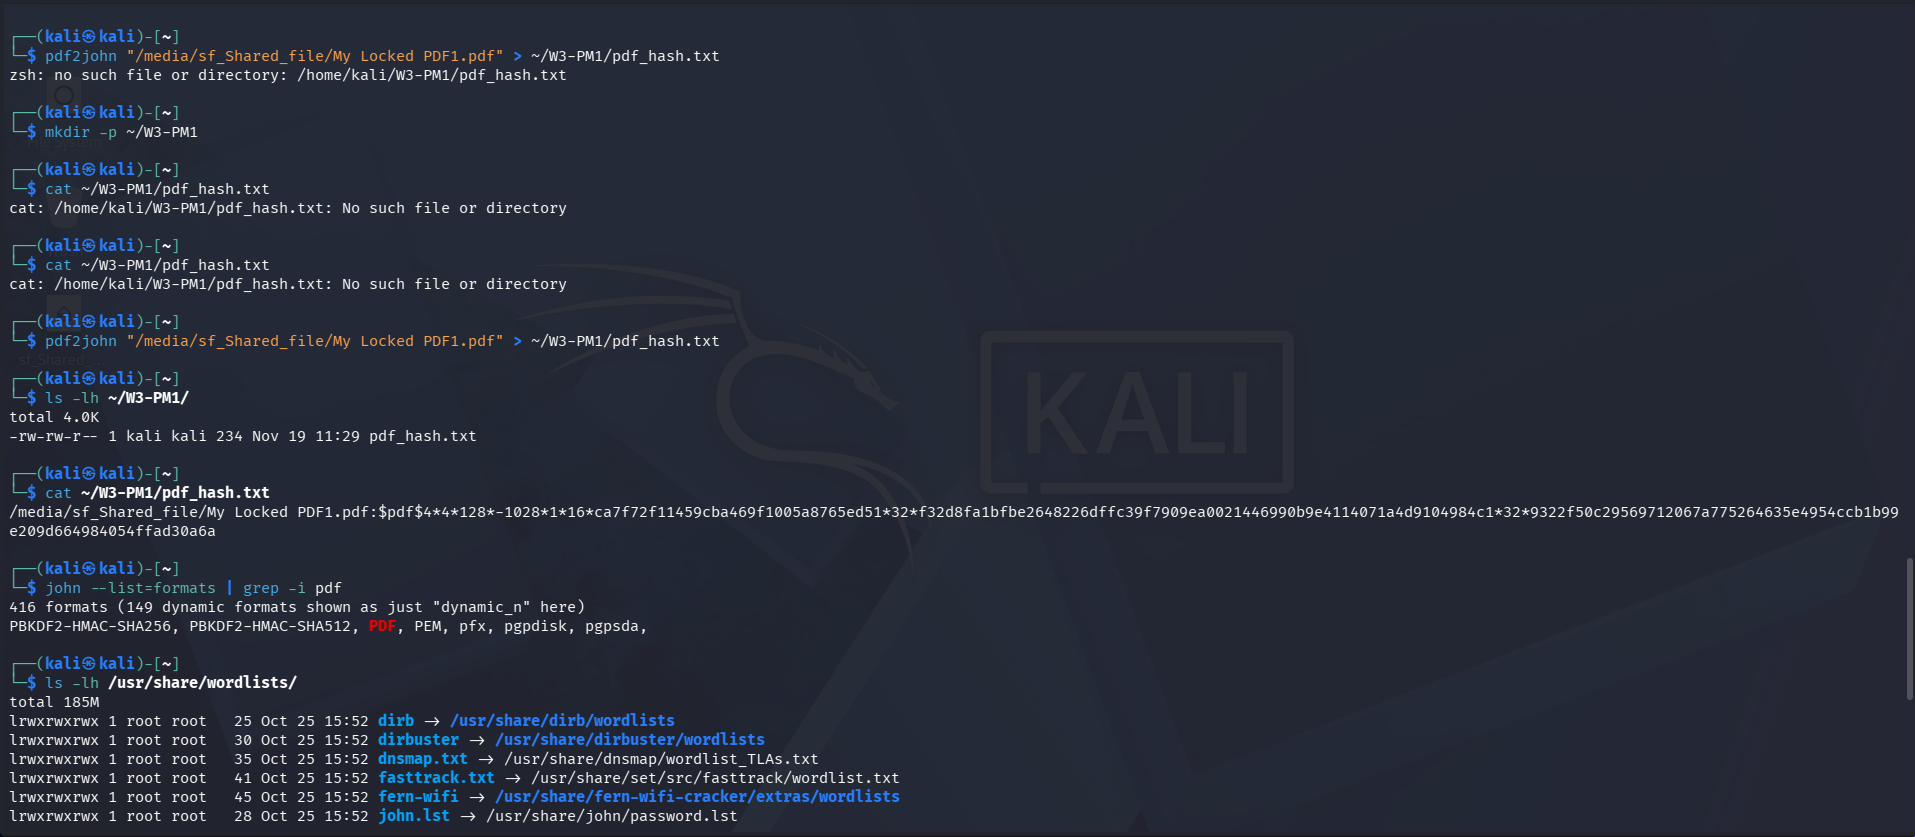 ┌──(kali㉿kali)-[~]
└─$ pdf2john "/media/sf_Shared_file/My Locked PDF1.pdf" > ~/W3-PM1/pdf_hash.txt
zsh: no such file or directory: /home/kali/W3-PM1/pdf_hash.txt
┌──(kali㉿kali)-[~]
└─$ mkdir -p ~/W3-PM1
┌──(kali㉿kali)-[~]
└─$ cat ~/W3-PM1/pdf_hash.txt
cat: /home/kali/W3-PM1/pdf_hash.txt: No such file or directory
┌──(kali㉿kali)-[~]
└─$ cat ~/W3-PM1/pdf_hash.txt
cat: /home/kali/W3-PM1/pdf_hash.txt: No such file or directory
┌──(kali㉿kali)-[~]
└─$ pdf2john "/media/sf_Shared_file/My Locked PDF1.pdf" > ~/W3-PM1/pdf_hash.txt
┌──(kali㉿kali)-[~]
└─$ ls -lh ~/W3-PM1/
total 4.0K
-rw-rw-r-- 1 kali kali 234 Nov 19 11:29 pdf_hash.txt
┌──(kali㉿kali)-[~]
└─$ cat ~/W3-PM1/pdf_hash.txt
/media/sf_Shared_file/My Locked PDF1.pdf:$pdf$4*4*128*-1028*1*16*ca7f72f11459cba469f1005a8765ed51*32*f32d8fa1bfbe2648226dffc39f7909ea0021446990b9e4114071a4d9104984c1*32*9322f50c29569712067a775264635e4954ccb1b99
e209d664984054ffad30a6a
┌──(kali㉿kali)-[~]
└─$ john --list=formats | grep -i pdf
416 formats (149 dynamic formats shown as just "dynamic_n" here)
PBKDF2-HMAC-SHA256, PBKDF2-HMAC-SHA512, PDF, PEM, pfx, pgpdisk, pgpsda,
┌──(kali㉿kali)-[~]
└─$ ls -lh /usr/share/wordlists/
total 185M
lrwxrwxrwx 1 root root   25 Oct 25 15:52 dirb → /usr/share/dirb/wordlists
lrwxrwxrwx 1 root root   30 Oct 25 15:52 dirbuster → /usr/share/dirbuster/wordlists
lrwxrwxrwx 1 root root   35 Oct 25 15:52 dnsmap.txt → /usr/share/dnsmap/wordlist_TLAs.txt
lrwxrwxrwx 1 root root   41 Oct 25 15:52 fasttrack.txt → /usr/share/set/src/fasttrack/wordlist.txt
lrwxrwxrwx 1 root root   45 Oct 25 15:52 fern-wifi → /usr/share/fern-wifi-cracker/extras/wordlists
lrwxrwxrwx 1 root root   28 Oct 25 15:52 john.lst → /usr/share/john/password.lst
File System
sf_Shared_...
KALI